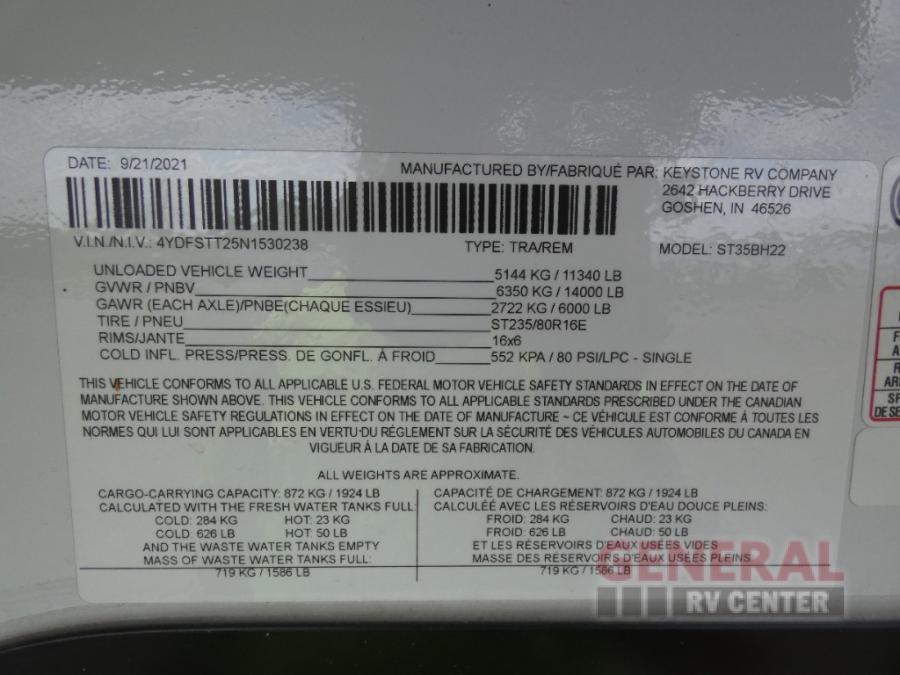 DATE: 9/21/2021
MANUFACTURED BY/FABRIQUÉ PAR: KEYSTONE RV COMPANY
2642 HACKBERRY DRIVE
GOSHEN, IN 46526
V.I.N./N.I.V.: 4YDFSTT25N1530238 TYPE: TRA/REM MODEL: ST35BH22
UNLOADED VEHICLE WEIGHT 5144 KG / 11340 LB
GVWR / PNBV 6350 KG / 14000 LB
GAWR (EACH AXLE)/PNBE(CHAQUE ESSIEU) 2722 KG / 6000 LB
TIRE / PNEU ST235/80R16E
RIMS/JANTE 16x6
COLD INFL. PRESS/PRESS. DE GONFL. À FROID 552 KPA / 80 PSI/LPC - SINGLE
THIS VEHICLE CONFORMS TO ALL APPLICABLE U.S. FEDERAL MOTOR VEHICLE SAFETY STANDARDS IN EFFECT ON THE DATE OF
MANUFACTURE SHOWN ABOVE. THIS VEHICLE CONFORMS TO ALL APPLICABLE STANDARDS PRESCRIBED UNDER THE CANADIAN
MOTOR VEHICLE SAFETY REGULATIONS IN EFFECT ON THE DATE OF MANUFACTURE ~ CE VÉHICULE EST CONFORME À TOUTES LES
NORMES QUI LUI SONT APPLICABLES EN VERTU DU RÉGLEMENT SUR LA SÉCURITÉ DES VÉHICULES AUTOMOBILES DU CANADA EN
VIGUEUR À LA DATE DE SA FABRICATION.
ALL WEIGHTS ARE APPROXIMATE.
CARGO-CARRYING CAPACITY: 872 KG / 1924 LB
CALCULATED WITH THE FRESH WATER TANKS FULL:
COLD: 284 KG HOT: 23 KG
COLD: 626 LB HOT: 50 LB
AND THE WASTE WATER TANKS EMPTY
MASS OF WASTE WATER TANKS FULL:
719 KG / 1586 LB
CAPACITÉ DE CHARGEMENT: 872 KG / 1924 LB
CALCULÉE AVEC LES RÉSERVOIRS D'EAU DOUCE PLEINS:
FROID: 284 KG CHAUD: 23 KG
FROID: 626 LB CHAUD: 50 LB
ET LES RÉSERVOIRS D'EAUX USÉES VIDES
MASSE DES RÉSERVOIRS D'EAUX USÉES PLEINS:
719 KG / 1586 LB
GENERAL
RV CENTER